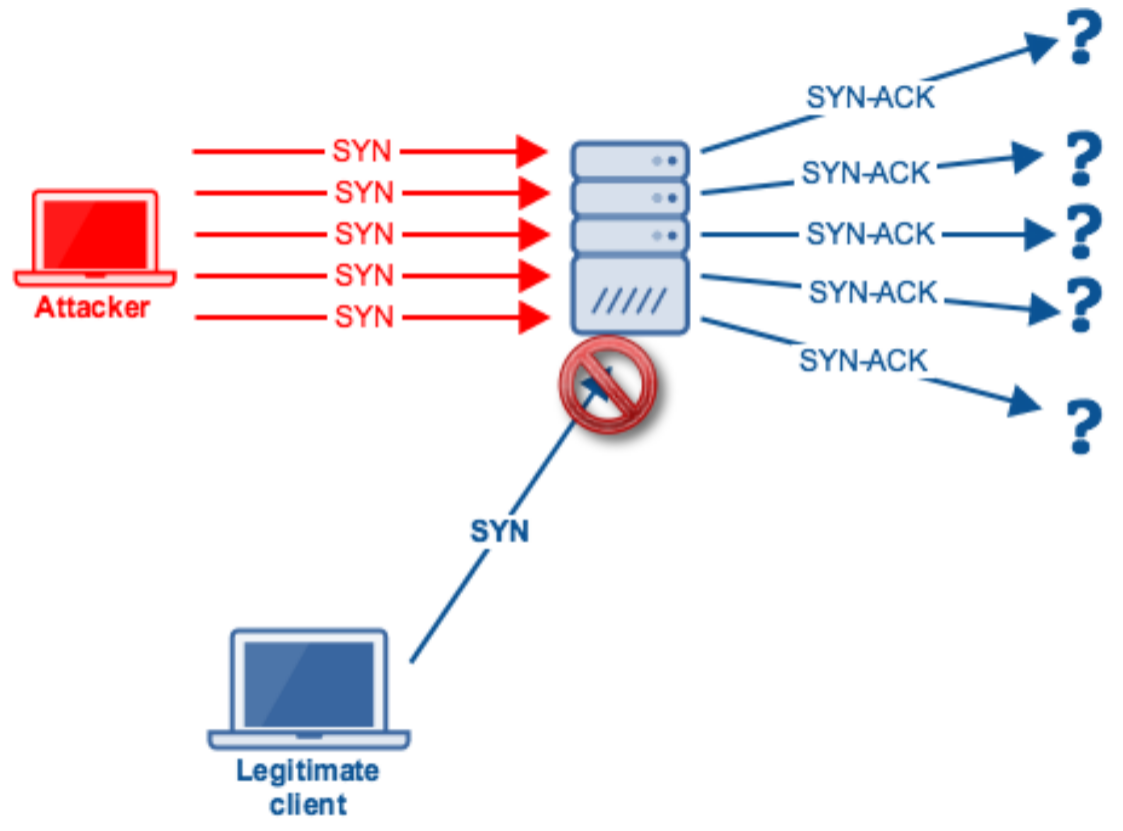 SYN
SYN
SYN
SYN
SYN
Attacker
SYN-ACK
SYN-ACK
SYN-ACK
SYN-ACK
SYN-ACK
?
?
?
?
?
SYN
Legitimate
client